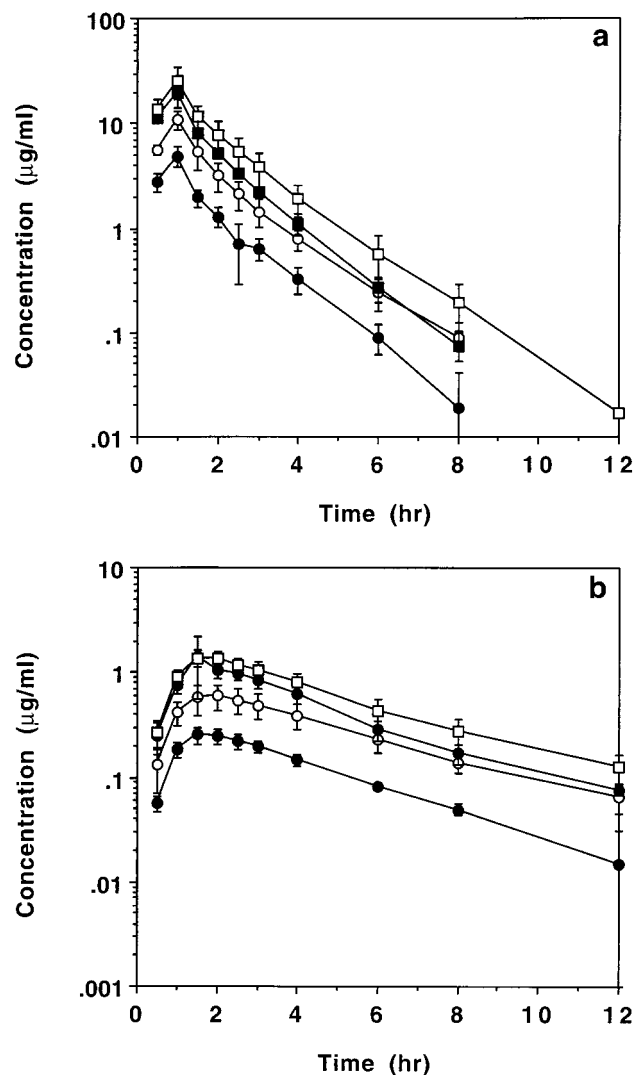 a
100
10
1
.1
.01
Concentration (µg/ml)
0 2 4 6 8 10 12
Time (hr)
b
10
1
.1
.01
.001
Concentration (µg/ml)
0 2 4 6 8 10 12
Time (hr)